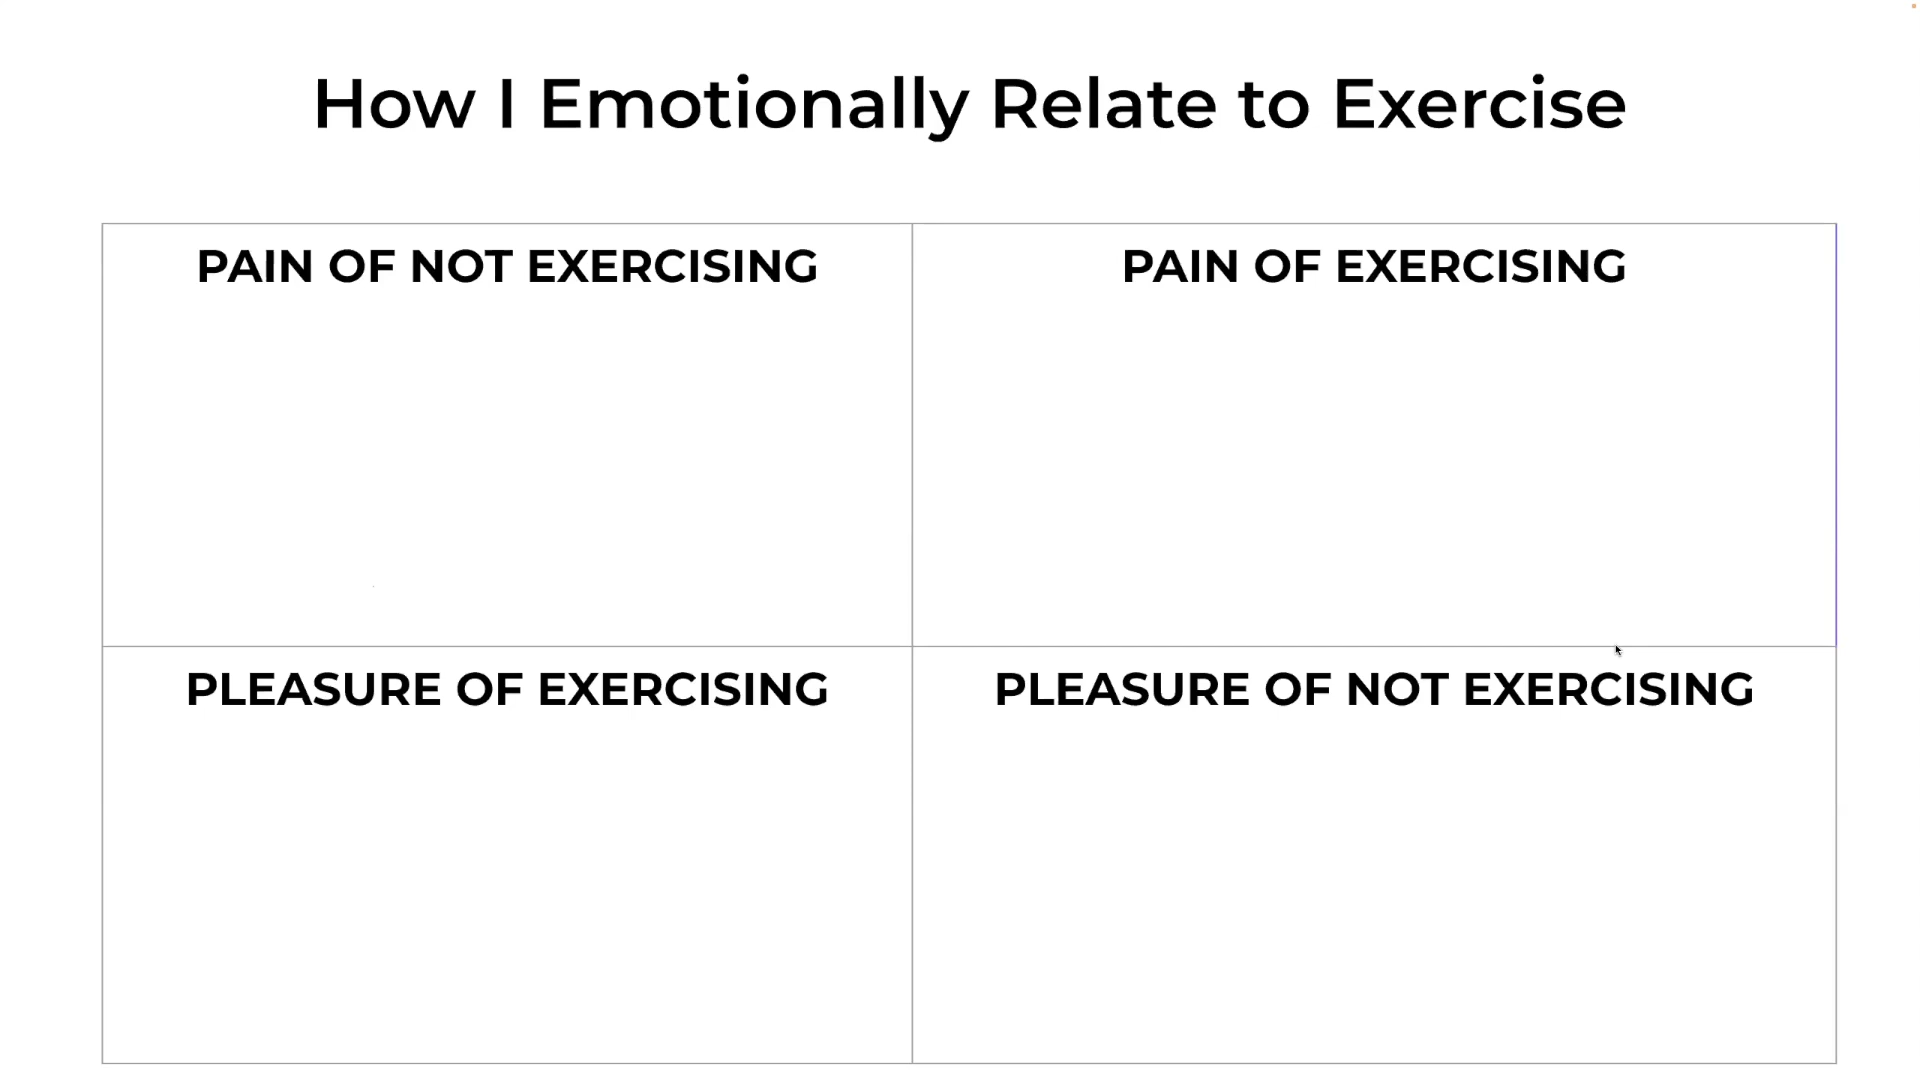 How I Emotionally Relate to Exercise
PAIN OF NOT EXERCISING
PAIN OF EXERCISING
PLEASURE OF EXERCISING
PLEASURE OF NOT EXERCISING